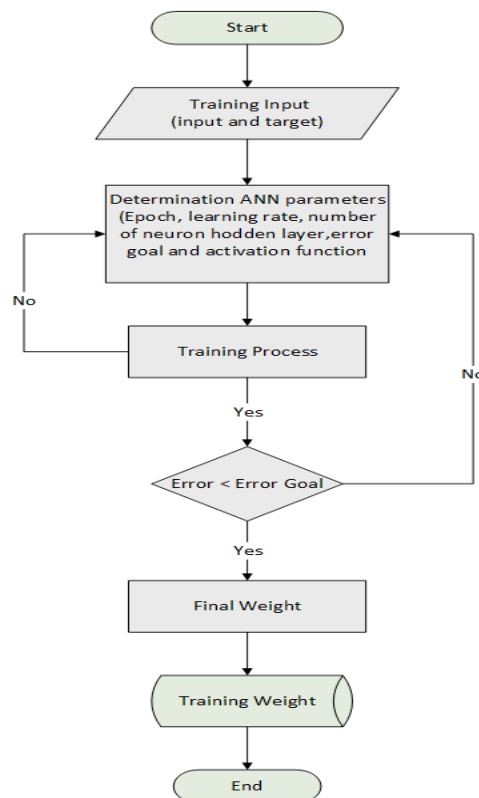 Start
Training Input
(input and target)
Determination ANN parameters
(Epoch, learning rate, number
of neuron hodden layer,error
goal and activation function
No
Training Process
No
Yes
Error < Error Goal
Yes
Final Weight
Training Weight
End